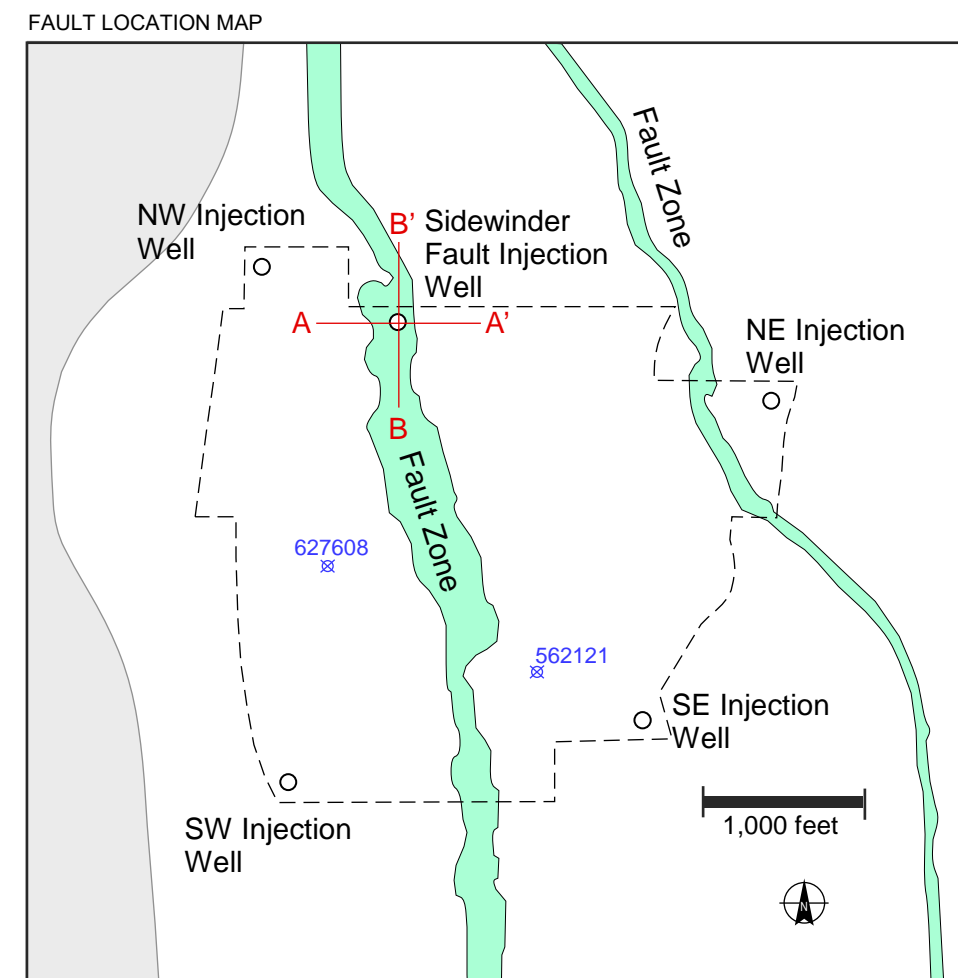 FAULT LOCATION MAP
Fault Zone
NW Injection
Well
B’
Sidewinder
Fault Injection
Well
A
A’
NE Injection
Well
B
Fault Zone
627608
562121
SE Injection
Well
1,000 feet
SW Injection
Well
N